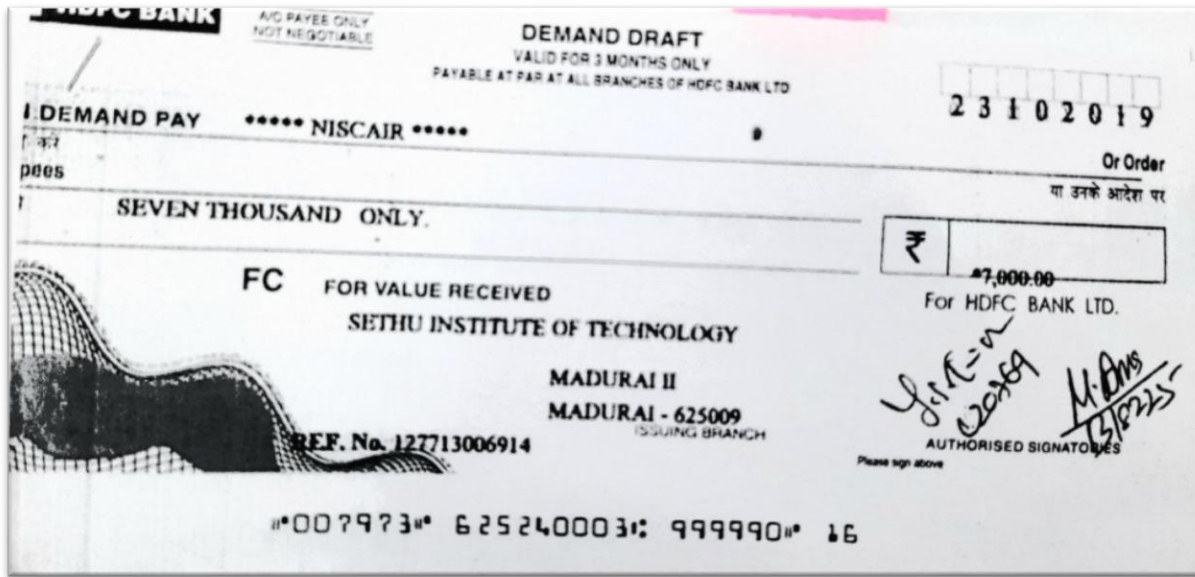 HDFC BANK
A/C PAYEE ONLY
NOT NEGOTIABLE
DEMAND DRAFT
VALID FOR 3 MONTHS ONLY
PAYABLE AT PAR AT ALL BRANCHES OF HDFC BANK LTD
23102019
DEMAND PAY ***** NISCAIR *****
करे
Or Order
pees
या उनके आदेश पर
SEVEN THOUSAND ONLY.
₹ *7,000.00
FC FOR VALUE RECEIVED
For HDFC BANK LTD.
SETHU INSTITUTE OF TECHNOLOGY
MADURAI II
MADURAI - 625009
ISSUING BRANCH
REF. No. 127713006914
AUTHORISED SIGNATORIES
Please sign above
⑈007973⑈ 625240003⑆ 999990⑈ 16